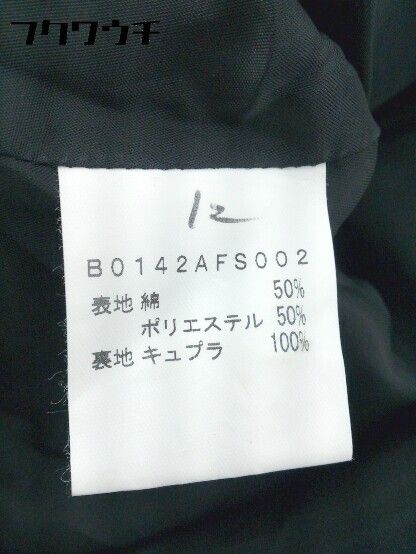 フクワウチ
12
B0142AFS002
表地 綿 50%
ポリエステル 50%
裏地 キュプラ 100%